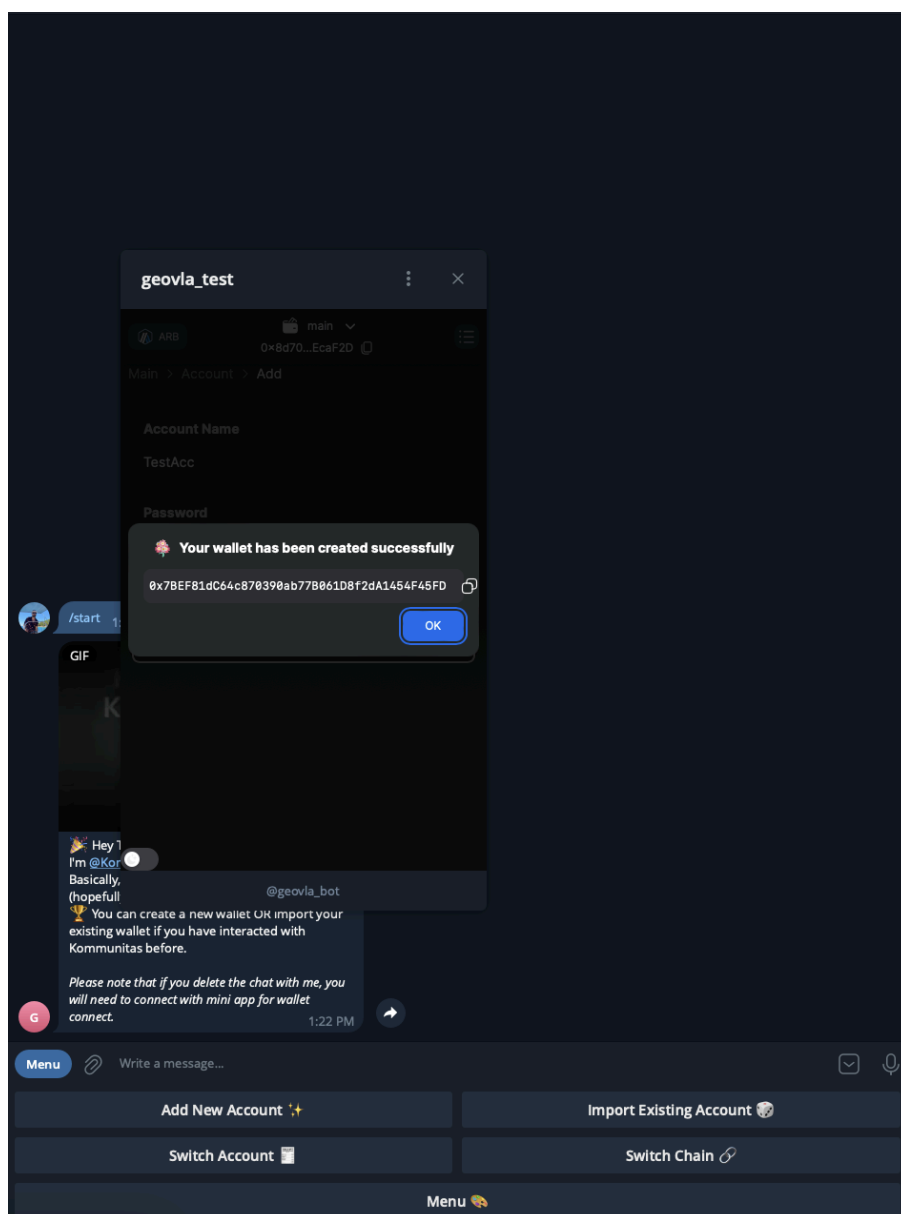 geovla_test
ARB
main
0×8d70...EcaF2D
Main > Account > Add
Account Name
TestAcc
Password
Your wallet has been created successfully
0x7BEF81dC64c870390ab77B061D8f2dA1454F45FD
OK
/start
GIF
K
🎉 Hey
I'm @Kor
Basically,
(hopefull
@geovla_bot
🏆 You can create a new wallet OR import your
existing wallet if you have interacted with
Kommunitas before.
Please note that if you delete the chat with me, you
will need to connect with mini app for wallet
connect.
1:22 PM
G
Menu
Write a message...
Add New Account ✨
Import Existing Account 🎲
Switch Account 🧾
Switch Chain 🔗
Menu 🎨